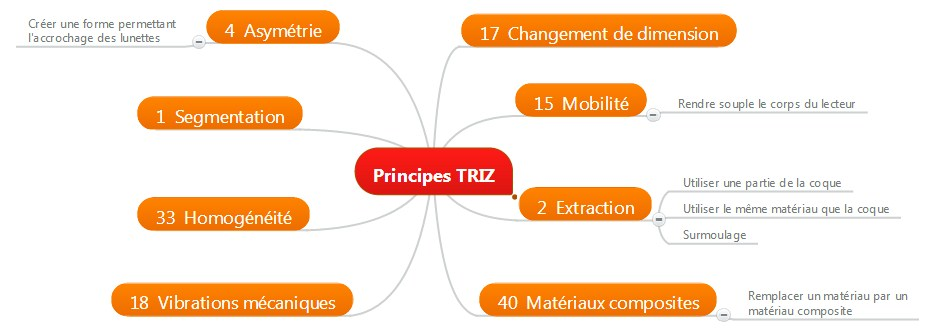 Créer une forme permettant
l'accrochage des lunettes
4 Asymétrie
17 Changement de dimension
15 Mobilité
Rendre souple le corps du lecteur
1 Segmentation
Principes TRIZ
2 Extraction
Utiliser une partie de la coque
Utiliser le même matériau que la coque
Surmoulage
33 Homogénéité
18 Vibrations mécaniques
40 Matériaux composites
Remplacer un matériau par un
matériau composite